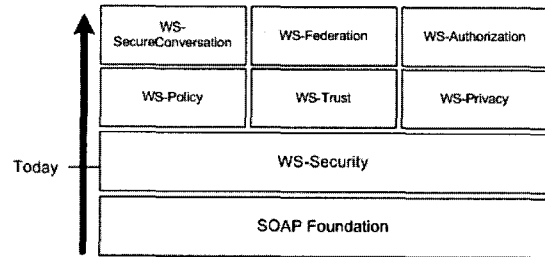 WS-
SecureConversation
WS-Federation
WS-Authorization
WS-Policy
WS-Trust
WS-Privacy
Today
WS-Security
SOAP Foundation